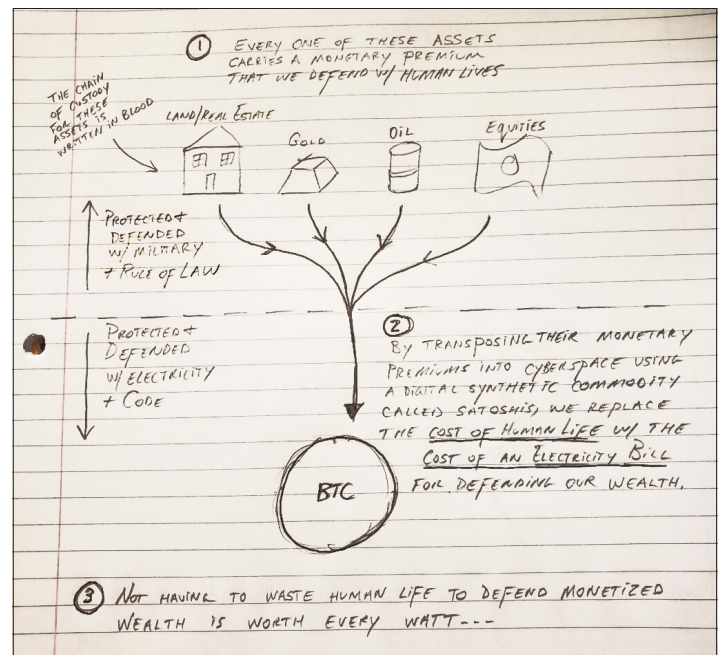 1 EVERY ONE OF THESE ASSETS
CARRIES A MONETARY PREMIUM
THAT WE DEFEND W/ HUMAN LIVES
THE CHAIN
OF CUSTODY
FOR THESE
ASSETS IS
WRITTEN IN BLOOD
LAND/REAL ESTATE
GOLD
OIL
EQUITIES
PROTECTED +
DEFENDED
W/ MILITARY
+ RULE OF LAW
PROTECTED +
DEFENDED
W/ ELECTRICITY
+ CODE
2
BY TRANSPOSING THEIR MONETARY
PREMIUMS INTO CYBERSPACE USING
A DIGITAL SYNTHETIC COMMODITY
CALLED SATOSHIS, WE REPLACE
THE COST OF HUMAN LIFE W/ THE
COST OF AN ELECTRICITY BILL
FOR DEFENDING OUR WEALTH.
BTC
3 NOT HAVING TO WASTE HUMAN LIFE TO DEFEND MONETIZED
WEALTH IS WORTH EVERY WATT---